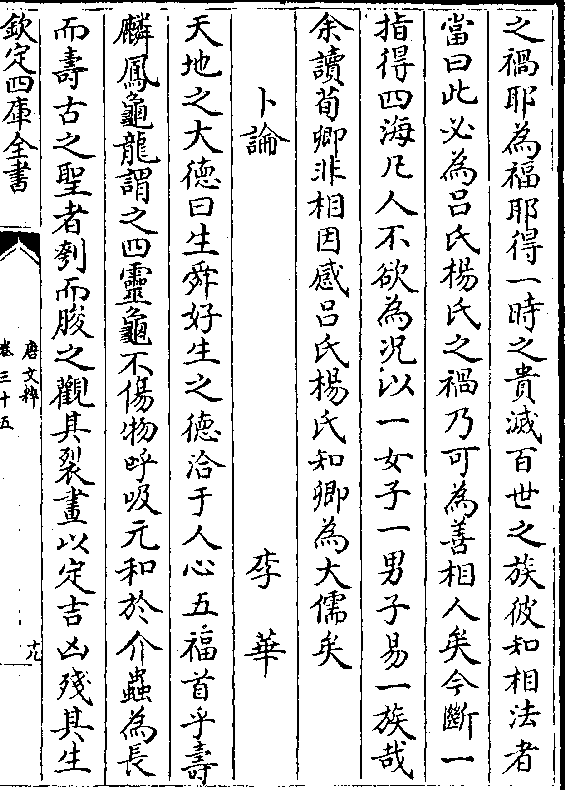 之禍耶為福耶得一時之貴滅百世之族彼知相法者
當曰此必為呂氏楊氏之禍乃可為善相人矣今斷一
指得四海凡人不欲為况以一女子一男子易一族哉
余讀荀卿非相因感呂氏楊氏知卿為大儒矣
卜論 李華
天地之大德曰生舜好生之德洽于人心五福首乎壽
麟鳳龜龍謂之四靈龜不傷物呼吸元和於介蟲為長
而壽古之聖者刳而朘之觀其裂畫以定吉凶殘其生
欽定四庫全書
唐文粹
卷三十五